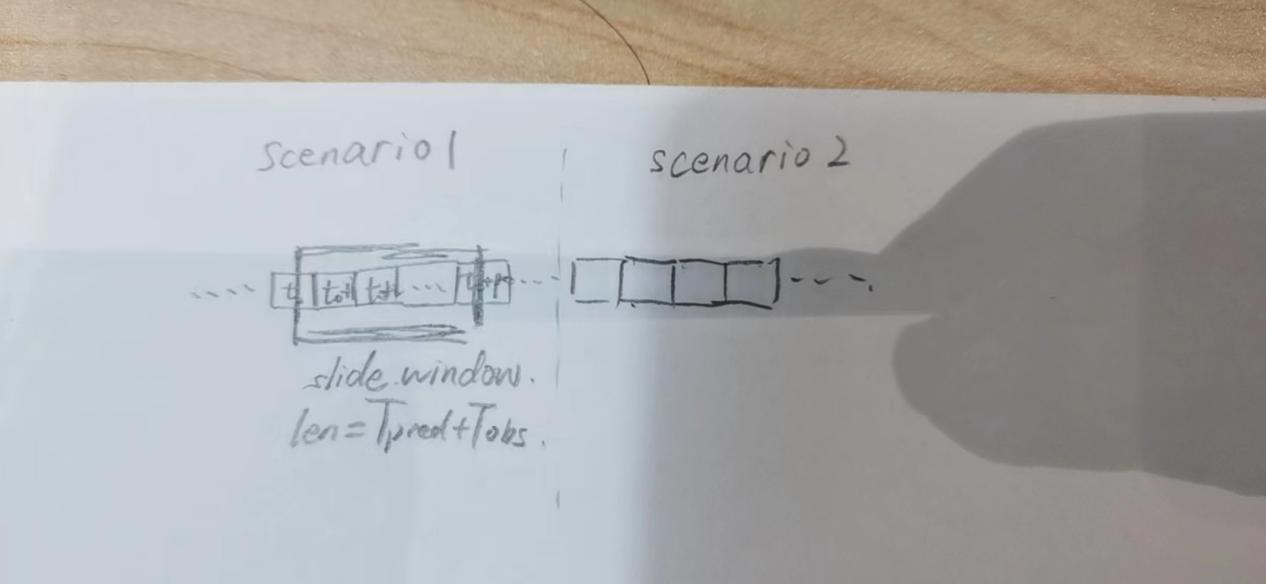 scenario 1
scenario 2
slide window.
len = Tpred + Tobs.